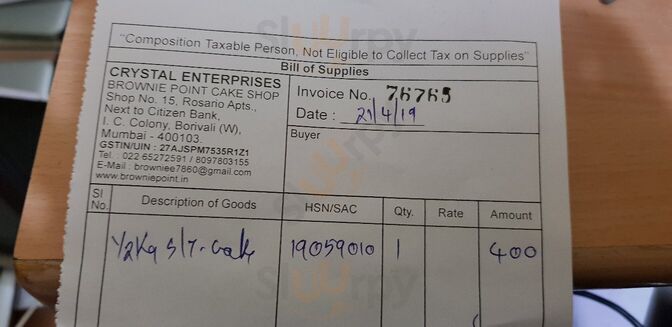 "Composition Taxable Person, Not Eligible to Collect Tax on Supplies"
Bill of Supplies
CRYSTAL ENTERPRISES
BROWNIE POINT CAKE SHOP
Shop No. 15, Rosario Apts.,
Next to Citizen Bank,
I. C. Colony, Borivali (W),
Mumbai - 400103.
GSTIN/UIN : 27AJSPM7535R1Z1
Tel. : 022 65272591 / 8097803155
E-Mail : browniee7860@gmail.com
www.browniepoint.in
Invoice No. 76765
Date : 21/4/19
Buyer
Sl No. Description of Goods HSN/SAC Qty. Rate Amount
1/2 Kg S/T. cake 19059010 1 400
sluurpy
sluurpy
sluurpy